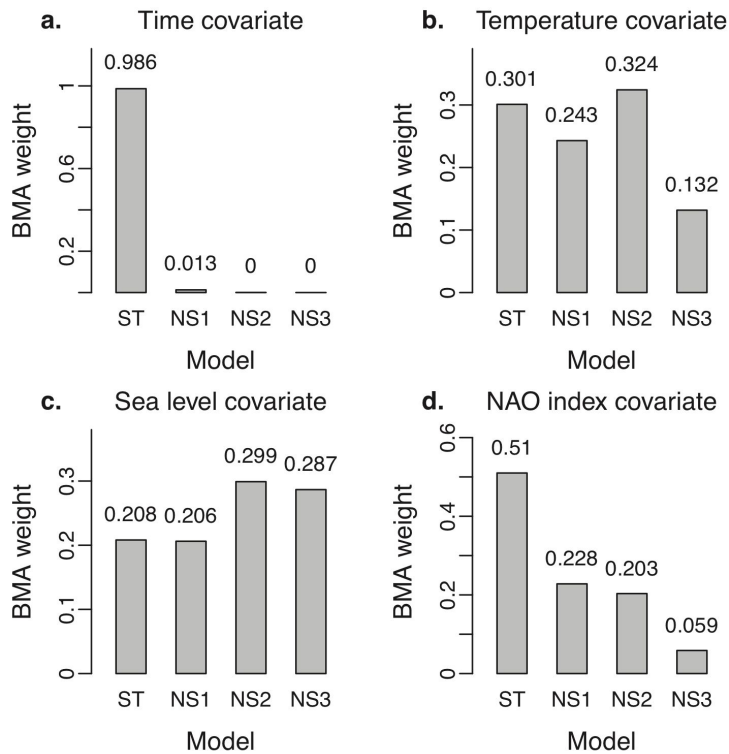 a. Time covariate
BMA weight
1
0.6
0.2
0.986
0.013
0
0
ST NS1 NS2 NS3
Model
b. Temperature covariate
BMA weight
0.3
0.2
0.1
0
0.301
0.243
0.324
0.132
ST NS1 NS2 NS3
Model
c. Sea level covariate
BMA weight
0.3
0.2
0.1
0
0.208
0.206
0.299
0.287
ST NS1 NS2 NS3
Model
d. NAO index covariate
BMA weight
0.6
0.4
0.2
0
0.51
0.228
0.203
0.059
ST NS1 NS2 NS3
Model